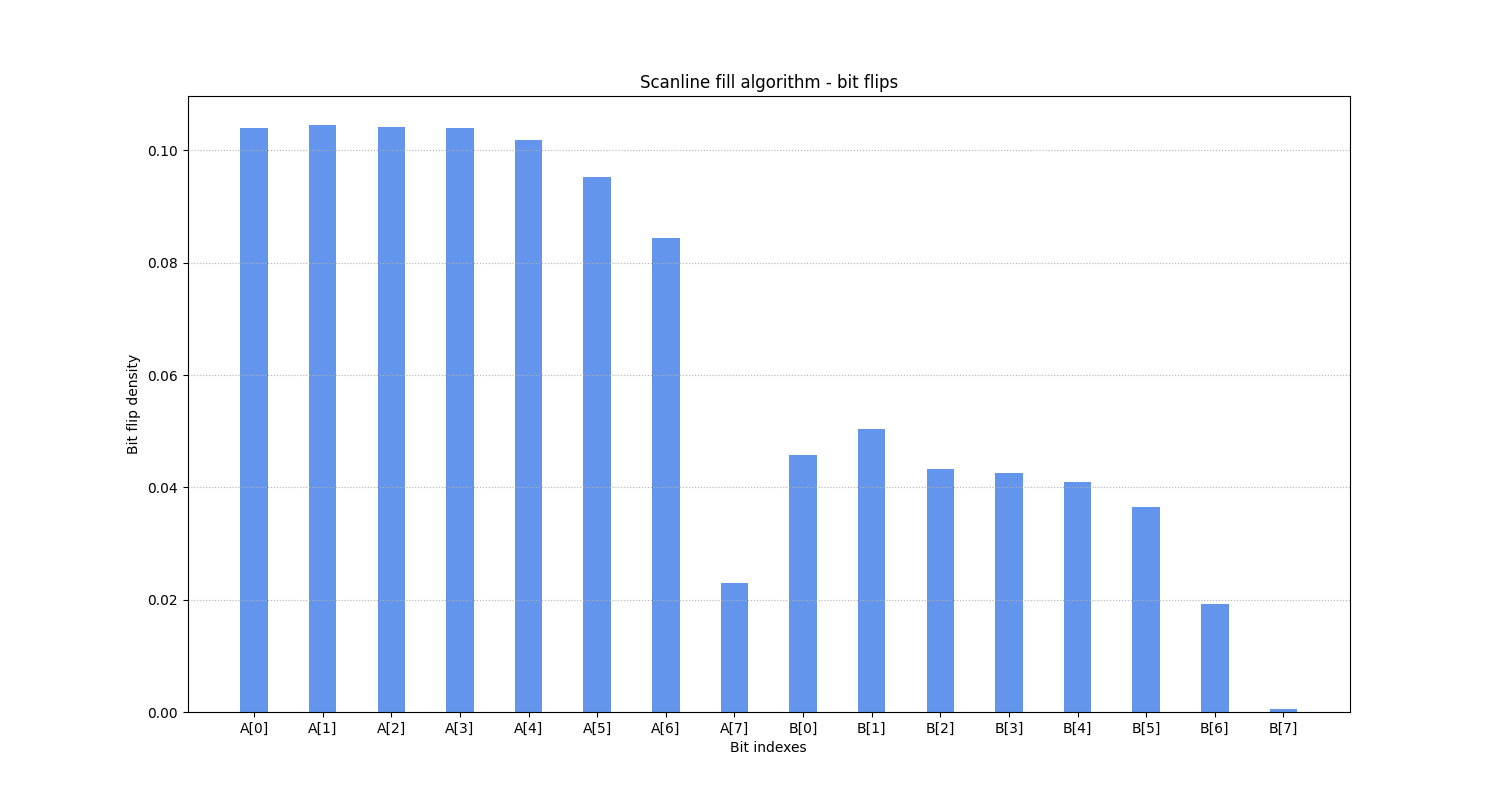 Scanline fill algorithm - bit flips
0.10
0.08
0.06
0.04
0.02
0.00
Bit flip density
A[0] A[1] A[2] A[3] A[4] A[5] A[6] A[7] B[0] B[1] B[2] B[3] B[4] B[5] B[6] B[7]
Bit indexes